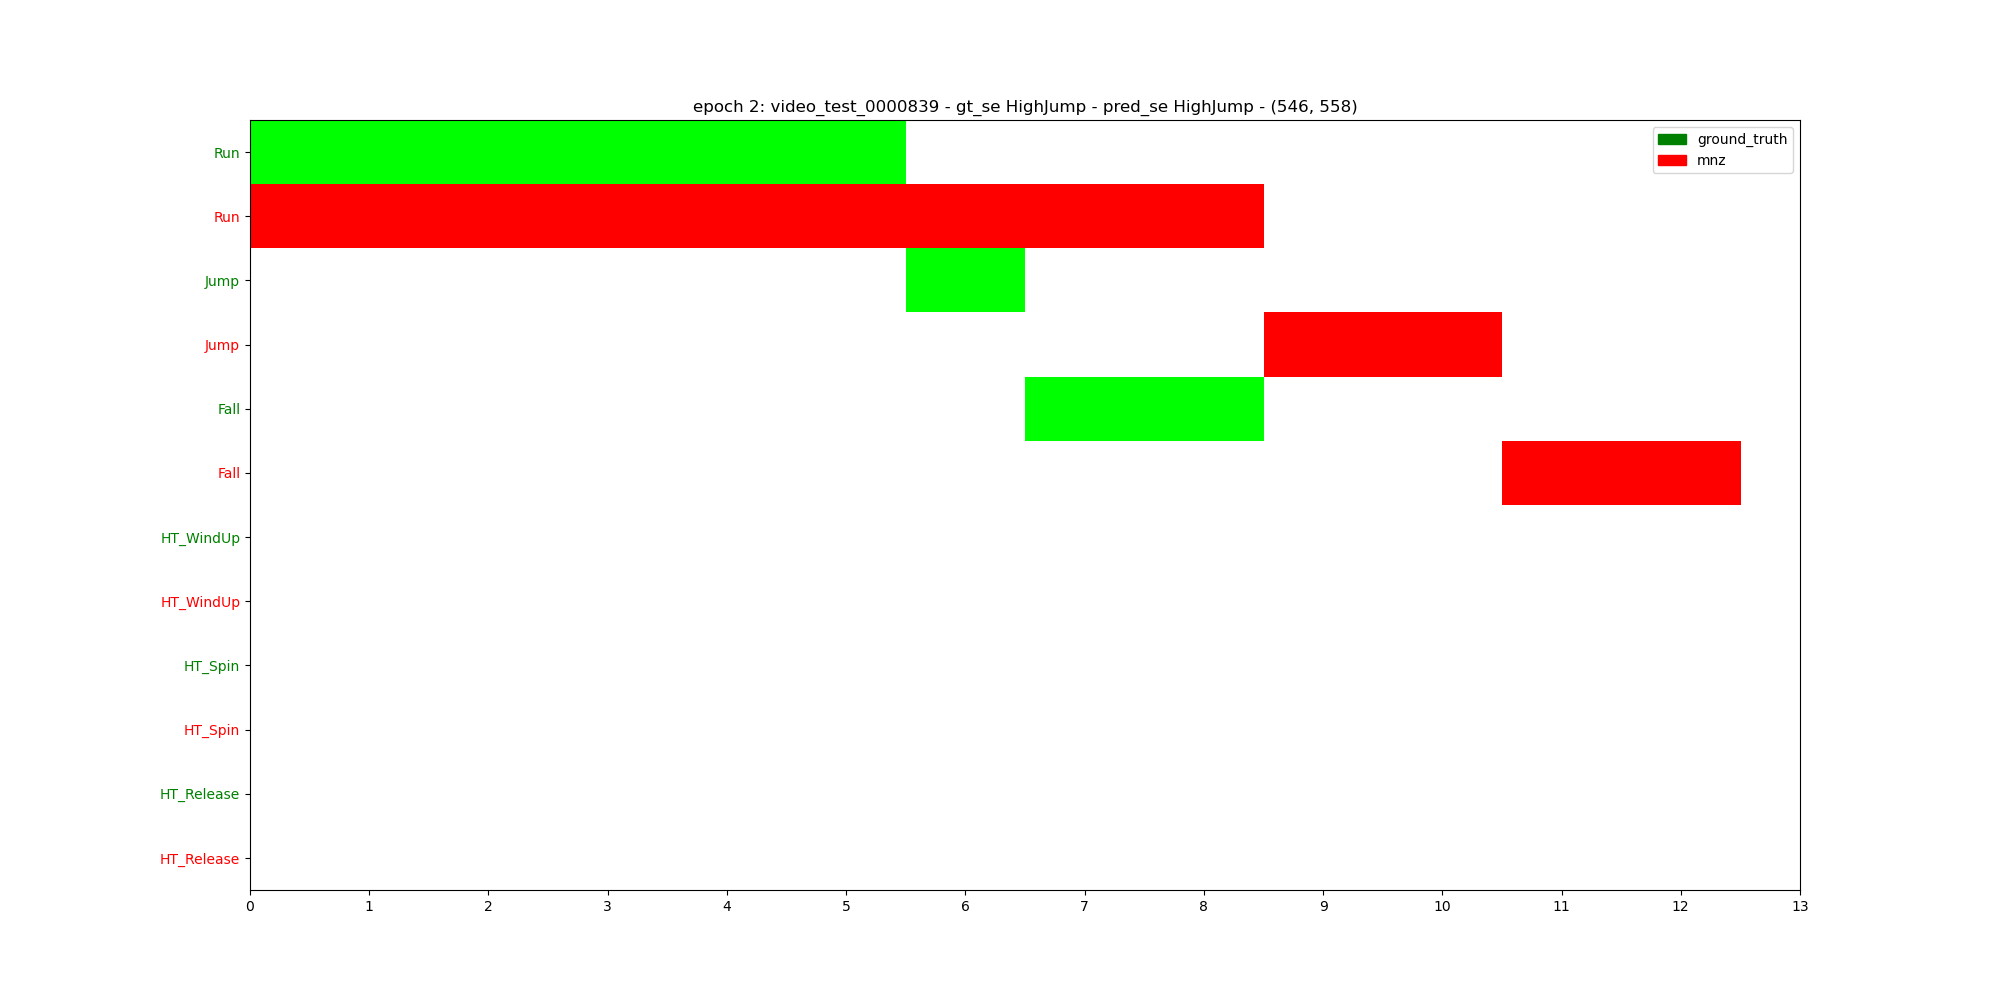 epoch 2: video_test_0000839 - gt_se HighJump - pred_se HighJump - (546, 558)
ground_truth
mnz
Run
Run
Jump
Jump
Fall
Fall
HT_WindUp
HT_WindUp
HT_Spin
HT_Spin
HT_Release
HT_Release
0 1 2 3 4 5 6 7 8 9 10 11 12 13